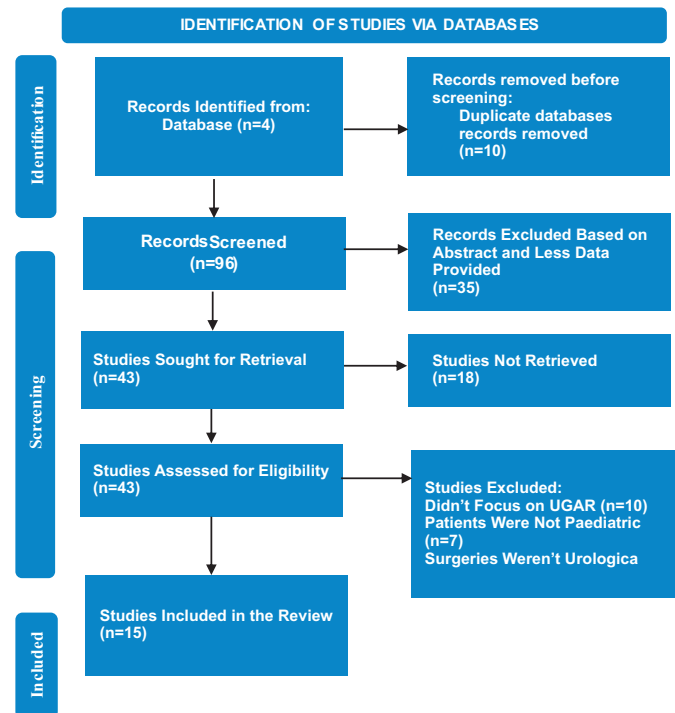 IDENTIFICATION OF STUDIES VIA DATABASES
Identification
Records Identified from:
Database (n=4)
Records removed before
screening:
Duplicate databases
records removed
(n=10)
Screening
Records Screened
(n=96)
Records Excluded Based on
Abstract and Less Data
Provided
(n=35)
Studies Sought for Retrieval
(n=43)
Studies Not Retrieved
(n=18)
Studies Assessed for Eligibility
(n=43)
Studies Excluded:
Didn't Focus on UGAR (n=10)
Patients Were Not Paediatric
(n=7)
Surgeries Weren't Urologica
Included
Studies Included in the Review
(n=15)